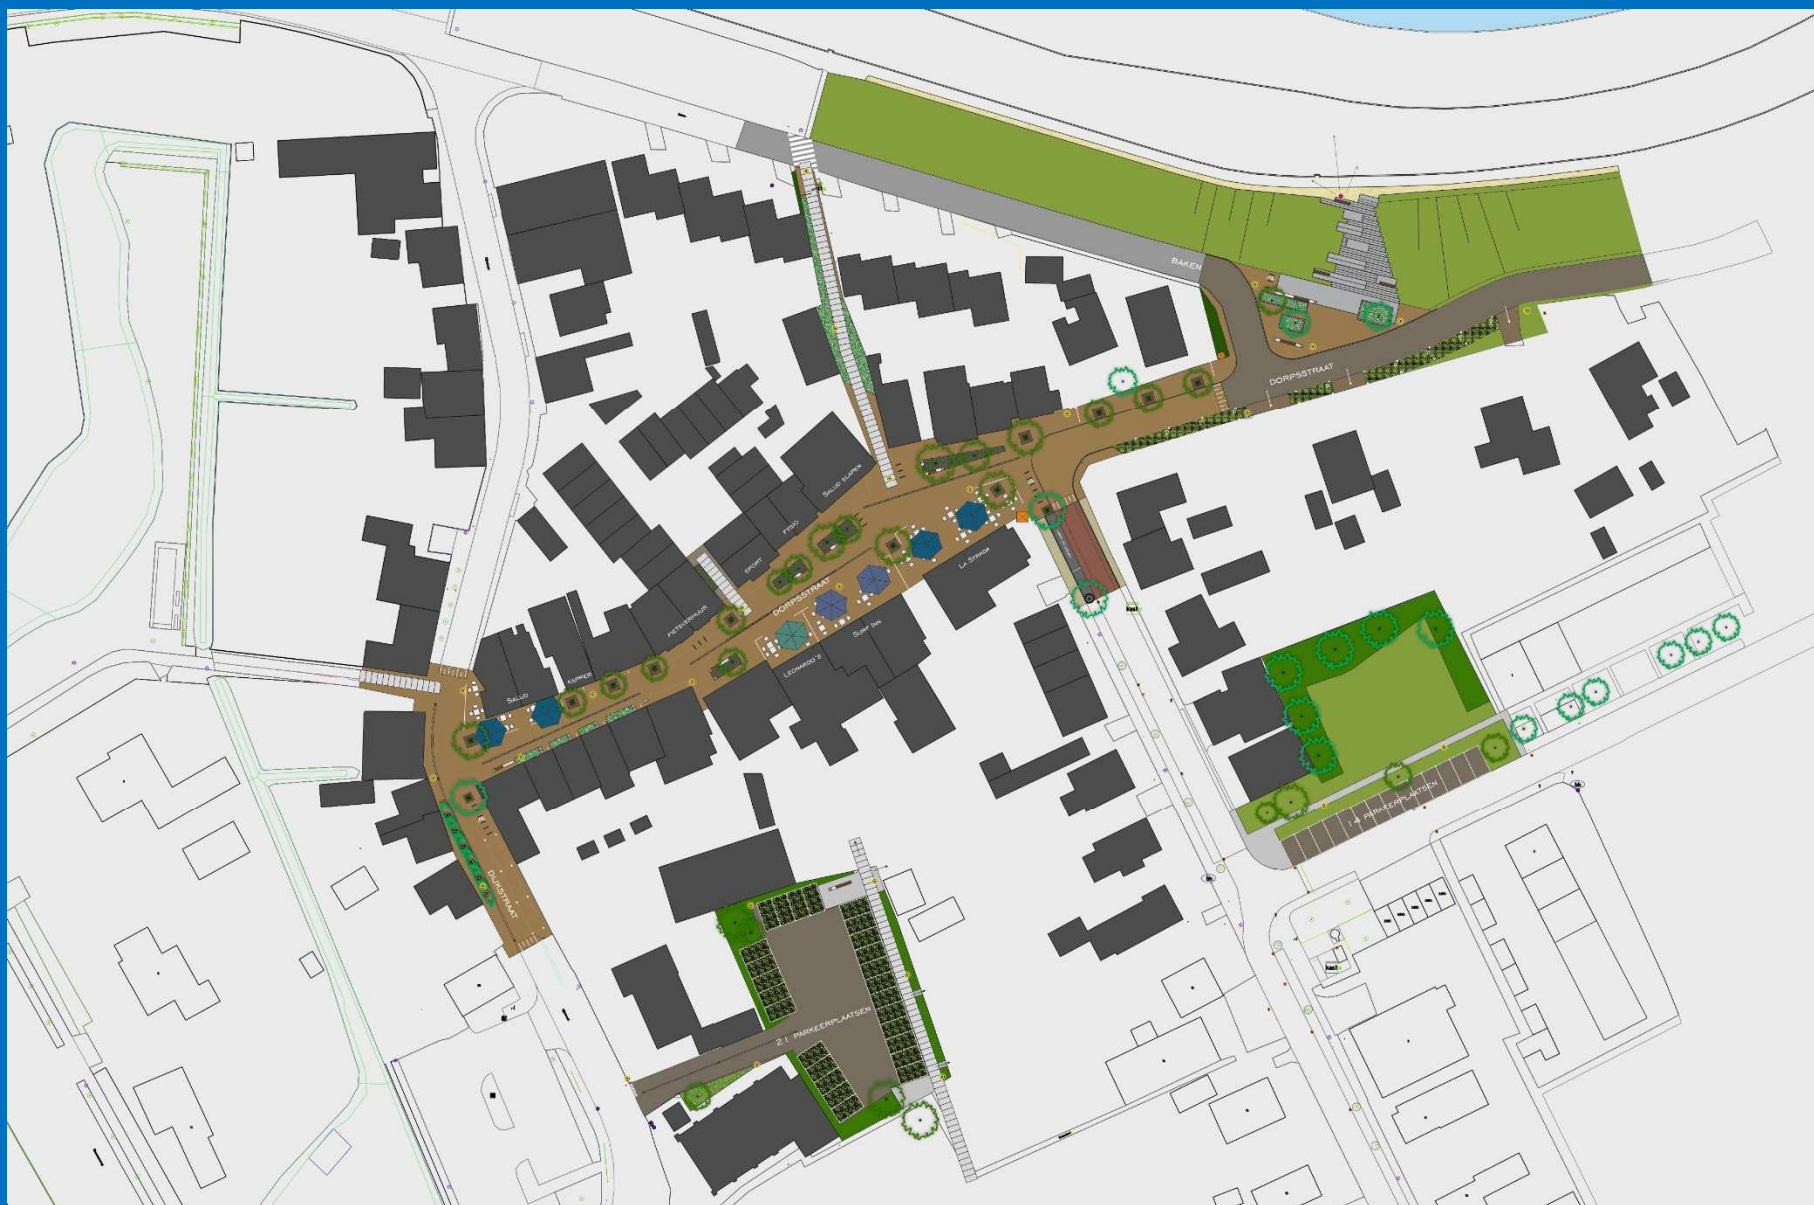 BAKEN
DORPSSTRAAT
SALUD SLAPEN
FYSIO
SPORT
LA STRADA
DORPSSTRAAT
FIETSVERHUUR
SURF INN
LEONARDO'S
KAPPER
SALUD
DIJKSTRAAT
14 PARKEERPLAATSEN
21 PARKEERPLAATSEN